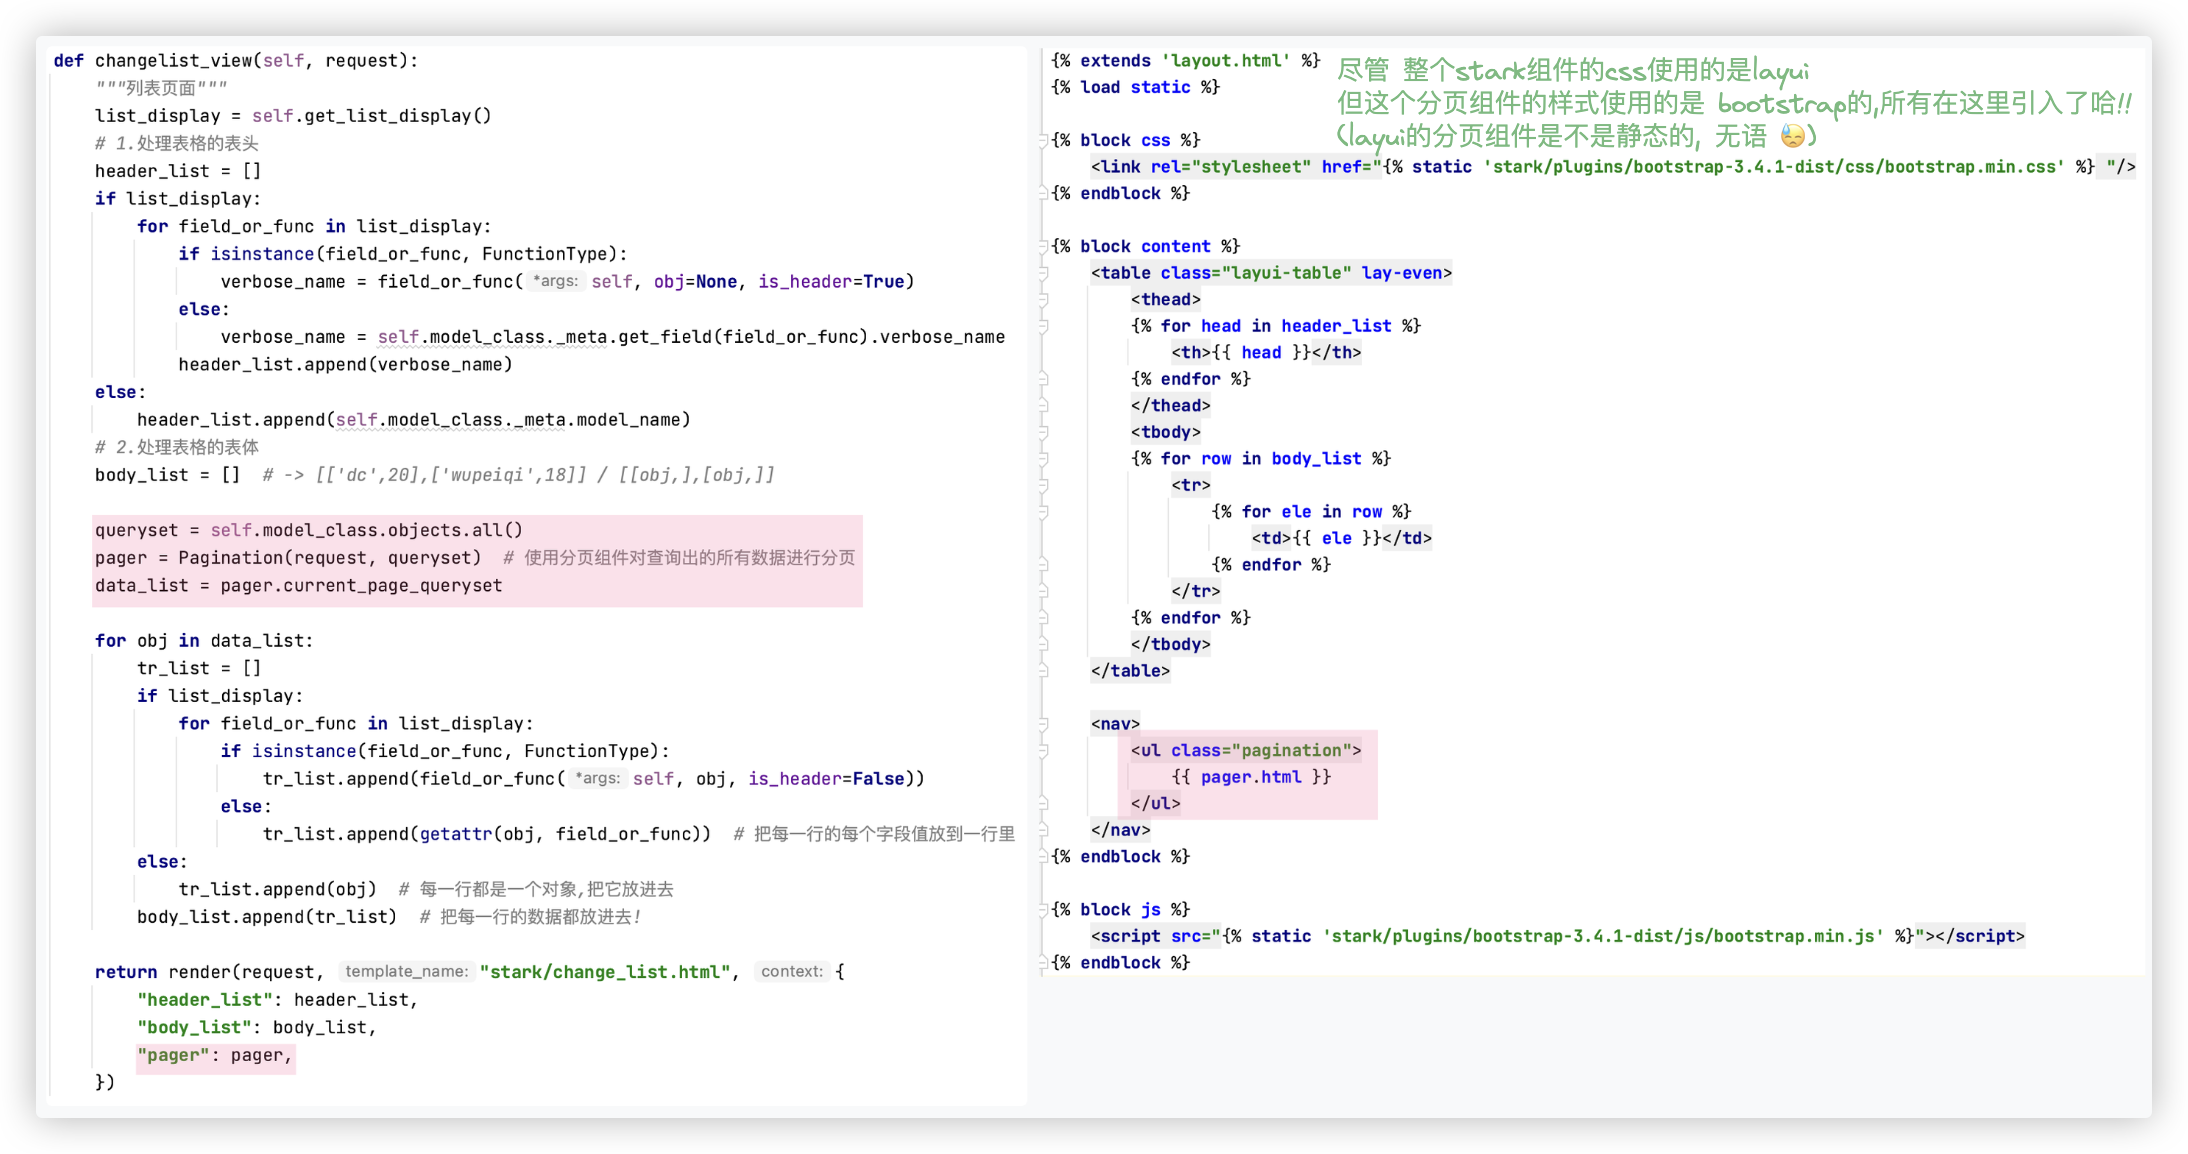 def changelist_view(self, request):
"""列表页面"""
list_display = self.get_list_display()
# 1.处理表格的表头
header_list = []
if list_display:
for field_or_func in list_display:
if isinstance(field_or_func, FunctionType):
verbose_name = field_or_func( *args: self, obj=None, is_header=True)
else:
verbose_name = self.model_class._meta.get_field(field_or_func).verbose_name
header_list.append(verbose_name)
else:
header_list.append(self.model_class._meta.model_name)
# 2.处理表格的表体
body_list = []  # -> [['dc',20],['wupeiqi',18]] / [[obj,],[obj,]]
queryset = self.model_class.objects.all()
pager = Pagination(request, queryset)  # 使用分页组件对查询出的所有数据进行分页
data_list = pager.current_page_queryset
for obj in data_list:
tr_list = []
if list_display:
for field_or_func in list_display:
if isinstance(field_or_func, FunctionType):
tr_list.append(field_or_func( *args: self, obj, is_header=False))
else:
tr_list.append(getattr(obj, field_or_func))  # 把每一行的每个字段值放到一行里
else:
tr_list.append(obj)  # 每一行都是一个对象,把它放进去
body_list.append(tr_list)  # 把每一行的数据都放进去!
return render(request, template_name: "stark/change_list.html", context: {
"header_list": header_list,
"body_list": body_list,
"pager": pager,
})
{% extends 'layout.html' %}
{% load static %}
尽管 整个stark组件的css使用的是layui
但这个分页组件的样式使用的是 bootstrap的,所有在这里引入了哈!!
(layui的分页组件是不是静态的, 无语 😓)
{% block css %}
<link rel="stylesheet" href="{% static 'stark/plugins/bootstrap-3.4.1-dist/css/bootstrap.min.css' %} "/>
{% endblock %}
{% block content %}
<table class="layui-table" lay-even>
<thead>
{% for head in header_list %}
<th>{{ head }}</th>
{% endfor %}
</thead>
<tbody>
{% for row in body_list %}
<tr>
{% for ele in row %}
<td>{{ ele }}</td>
{% endfor %}
</tr>
{% endfor %}
</tbody>
</table>
<nav>
<ul class="pagination">
{{ pager.html }}
</ul>
</nav>
{% endblock %}
{% block js %}
<script src="{% static 'stark/plugins/bootstrap-3.4.1-dist/js/bootstrap.min.js' %}"></script>
{% endblock %}